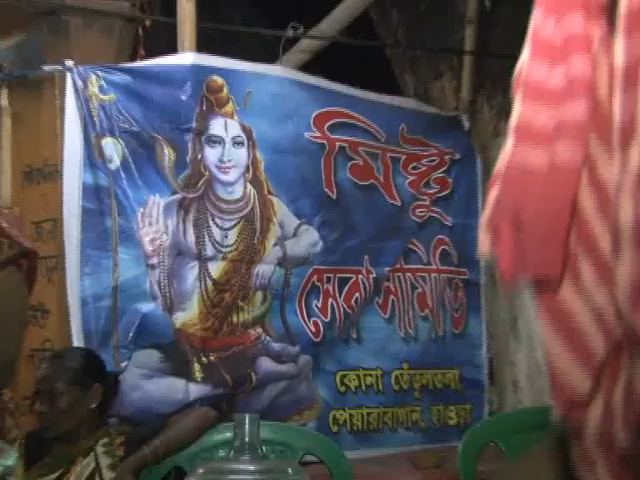 মিষ্টু
সেবা সমিতি
কোনা তেঁতুলতলা
পেয়ারাবাগান, হাওড়া